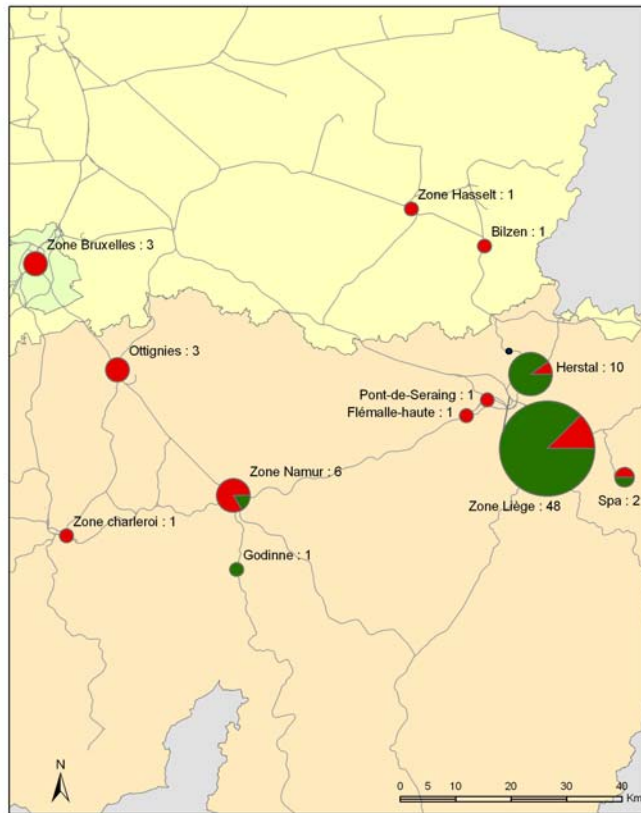 Zone Hasselt : 1
Bilzen : 1
Zone Bruxelles : 3
Ottignies : 3
Herstal : 10
Pont-de-Seraing : 1
Flémalle-haute : 1
Zone Namur : 6
Zone Liège : 48
Spa : 2
Zone charleroi : 1
Godinne : 1
N
0 10 20 30 40
Km